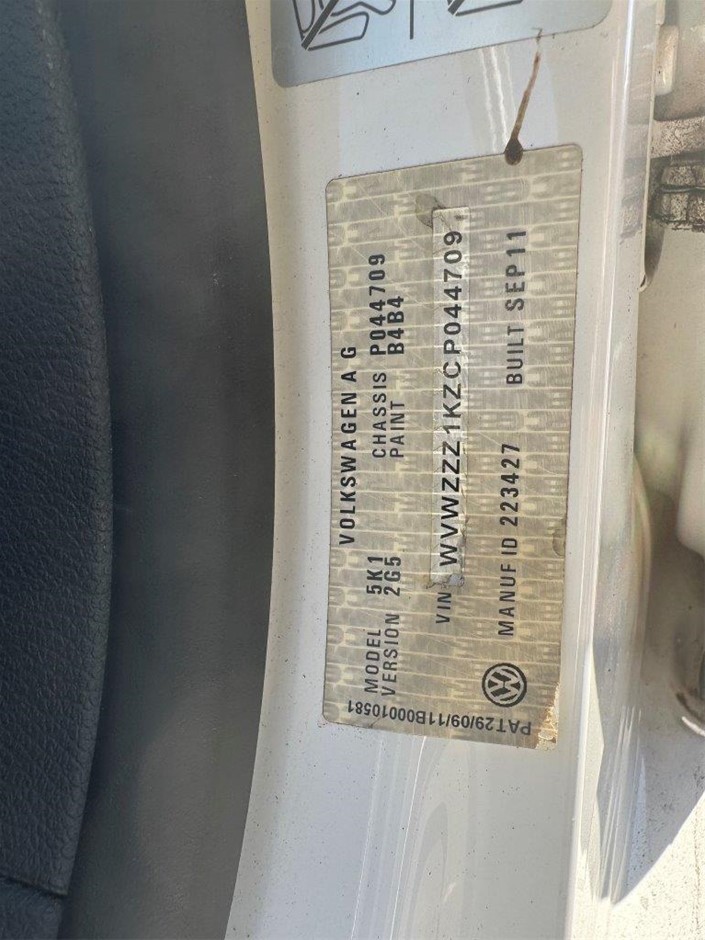 VOLKSWAGEN A G
MODEL 5K1 CHASSIS P044709
VERSION 2G5 PAINT B4B4
VIN WVWZZZ1KZCP044709
MANUF ID 223427 BUILT SEP11
PAT29/09/11B00010581